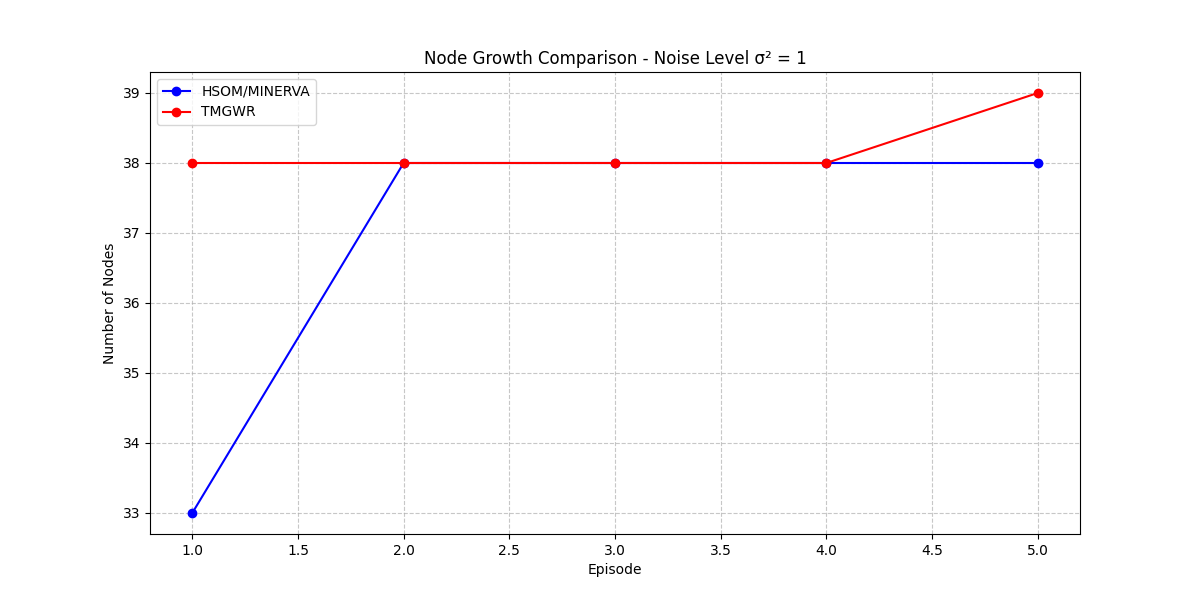 Node Growth Comparison - Noise Level σ² = 1
HSOM/MINERVA
TMGWR
39
38
37
36
35
34
33
Number of Nodes
1.0 1.5 2.0 2.5 3.0 3.5 4.0 4.5 5.0
Episode